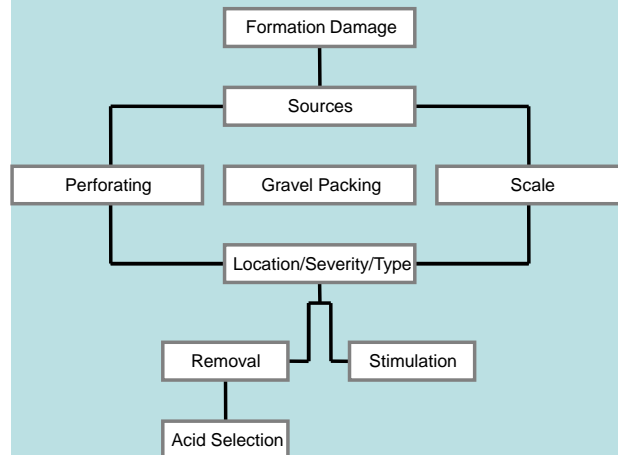 Formation Damage
Sources
Perforating
Gravel Packing
Scale
Location/Severity/Type
Removal
Stimulation
Acid Selection